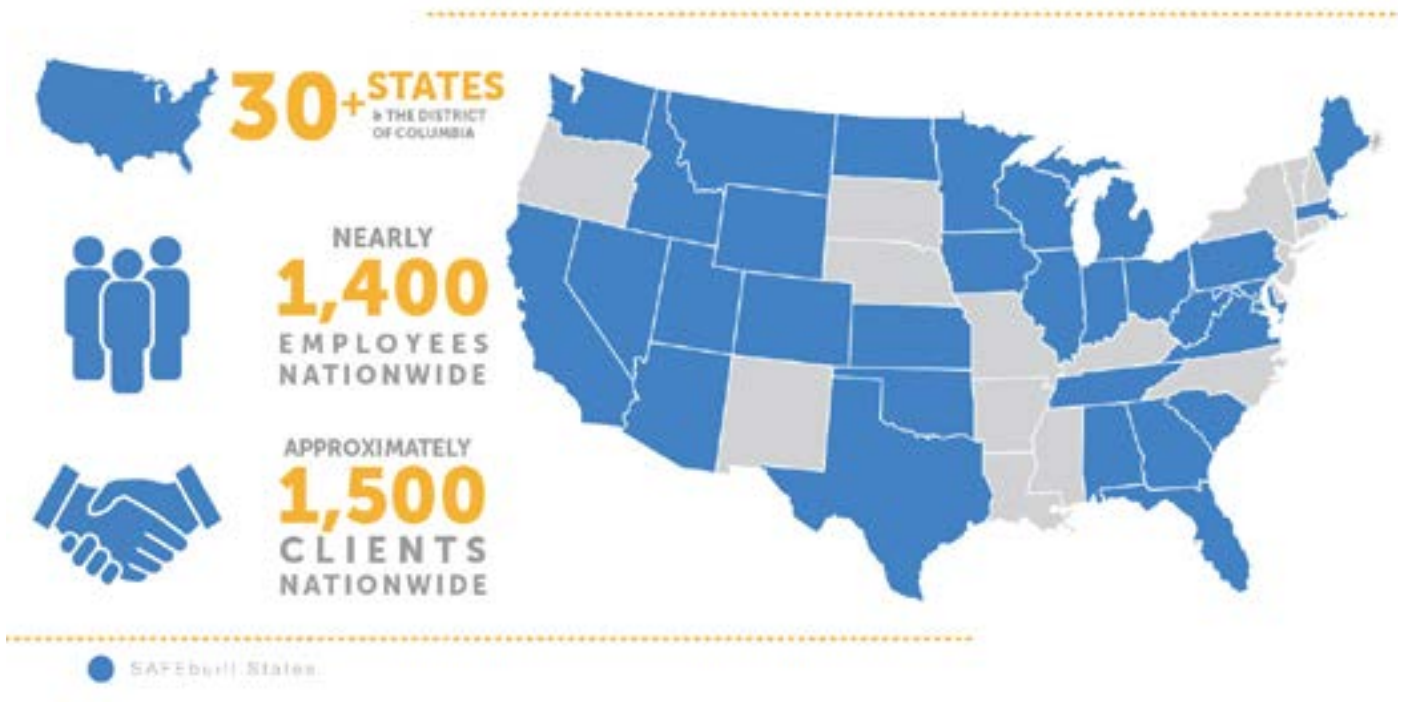 30+ STATES
& THE DISTRICT
OF COLUMBIA
NEARLY
1,400
EMPLOYEES
NATIONWIDE
APPROXIMATELY
1,500
CLIENTS
NATIONWIDE
SAFEbuilt States